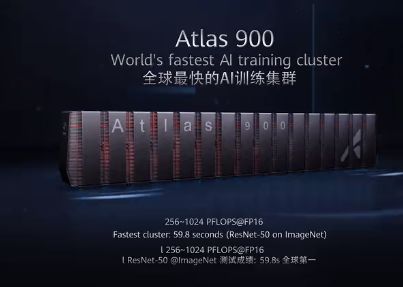 Atlas 900
World's fastest AI training cluster
全球最快的AI训练集群
Atlas 900
256~1024 PFLOPS@FP16
Fastest cluster: 59.8 seconds (ResNet-50 on ImageNet)
l 256~1024 PFLOPS@FP16
l ResNet-50 @ImageNet 测试成绩: 59.8s 全球第一